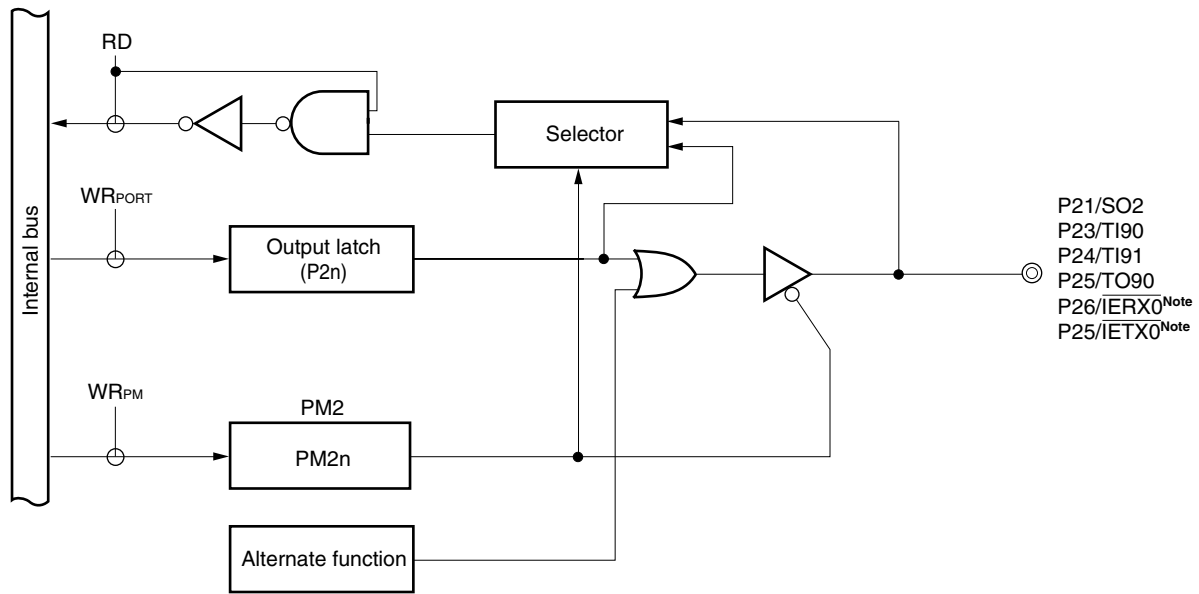 RD
Selector
Internal bus
WRPORT
Output latch
(P2n)
P21/SO2
P23/TI90
P24/TI91
P25/TO90
P26/IERX0Note
P25/IETX0Note
WRPM
PM2
PM2n
Alternate function